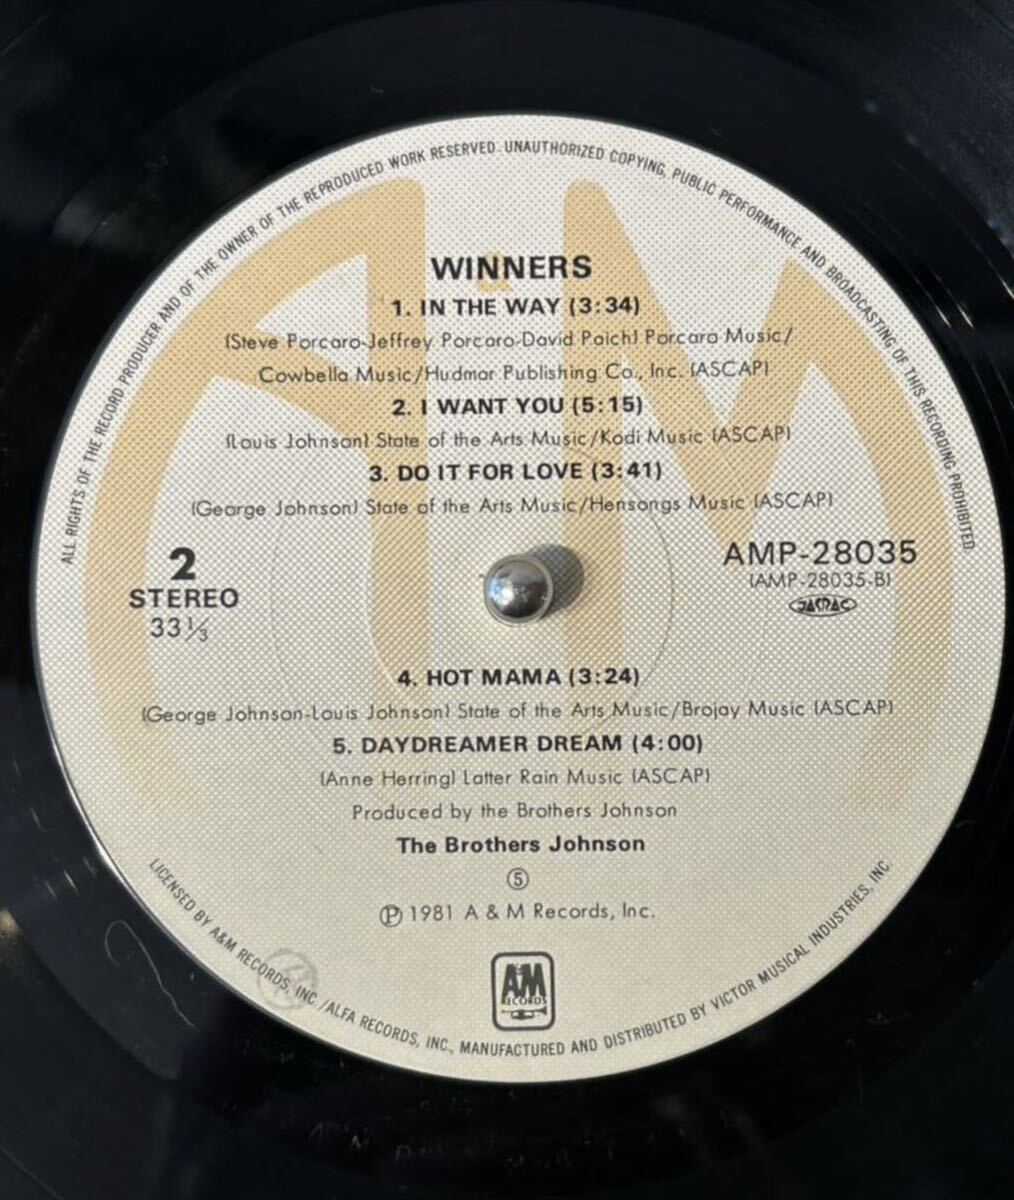 ALL RIGHTS OF THE RECORD PRODUCER AND OF THE OWNER OF THE REPRODUCED WORK RESERVED. UNAUTHORIZED COPYING, PUBLIC PERFORMANCE AND BROADCASTING OF THIS RECORDING PROHIBITED.
WINNERS
1. IN THE WAY (3:34)
(Steve Porcaro-Jeffrey Porcaro-David Paich) Porcaro Music/
Cowbella Music/Hudmar Publishing Co., Inc. (ASCAP)
2. I WANT YOU (5:15)
(Louis Johnson) State of the Arts Music/Kodi Music (ASCAP)
3. DO IT FOR LOVE (3:41)
(George Johnson) State of the Arts Music/Hensongs Music (ASCAP)
2
STEREO
33⅓
AMP-28035
(AMP-28035-B)
JASRAC
4. HOT MAMA (3:24)
(George Johnson-Louis Johnson) State of the Arts Music/Brojay Music (ASCAP)
5. DAYDREAMER DREAM (4:00)
(Anne Herring) Latter Rain Music (ASCAP)
Produced by the Brothers Johnson
The Brothers Johnson
⑤
Ⓟ 1981 A & M Records, Inc.
A&M
RECORDS
LICENSED BY A&M RECORDS, INC./ALFA RECORDS, INC., MANUFACTURED AND DISTRIBUTED BY VICTOR MUSICAL INDUSTRIES, INC.